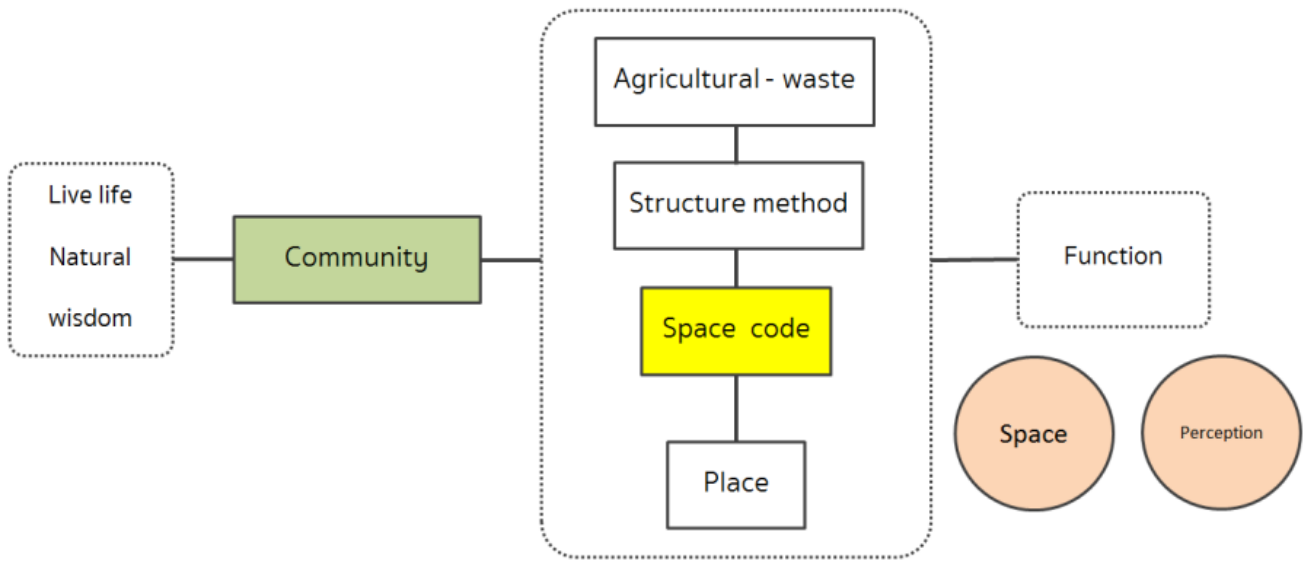 Live life
Natural
wisdom
Community
Agricultural - waste
Structure method
Space code
Place
Function
Space
Perception